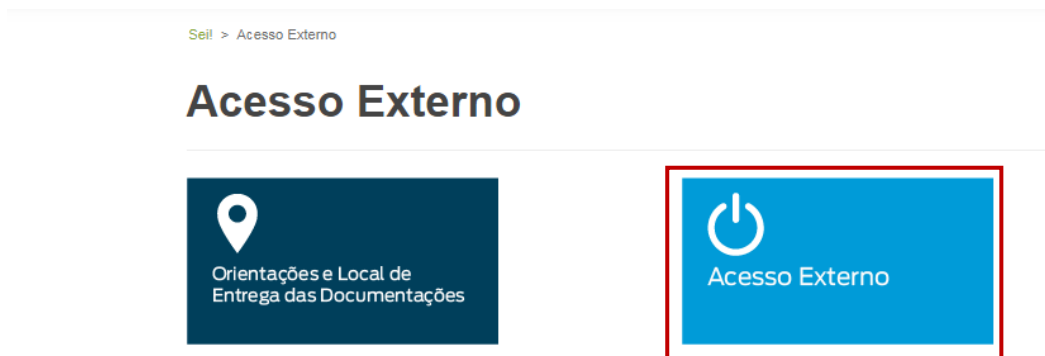 Sei! > Acesso Externo
Acesso Externo
Orientações e Local de
Entrega das Documentações
Acesso Externo